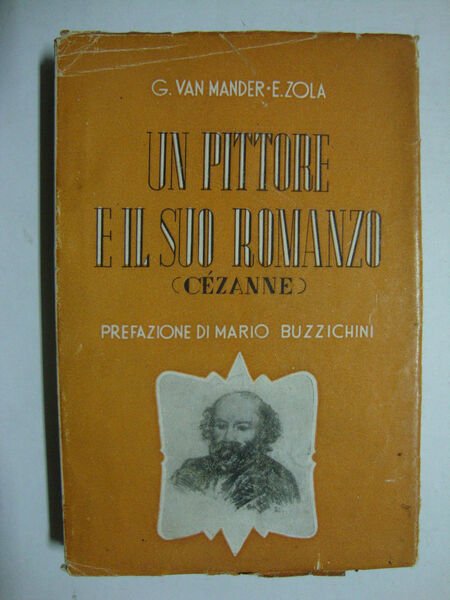 G. VAN MANDER · E. ZOLA
UN PITTORE
E IL SUO ROMANZO
(CÉZANNE)
PREFAZIONE DI MARIO BUZZICHINI